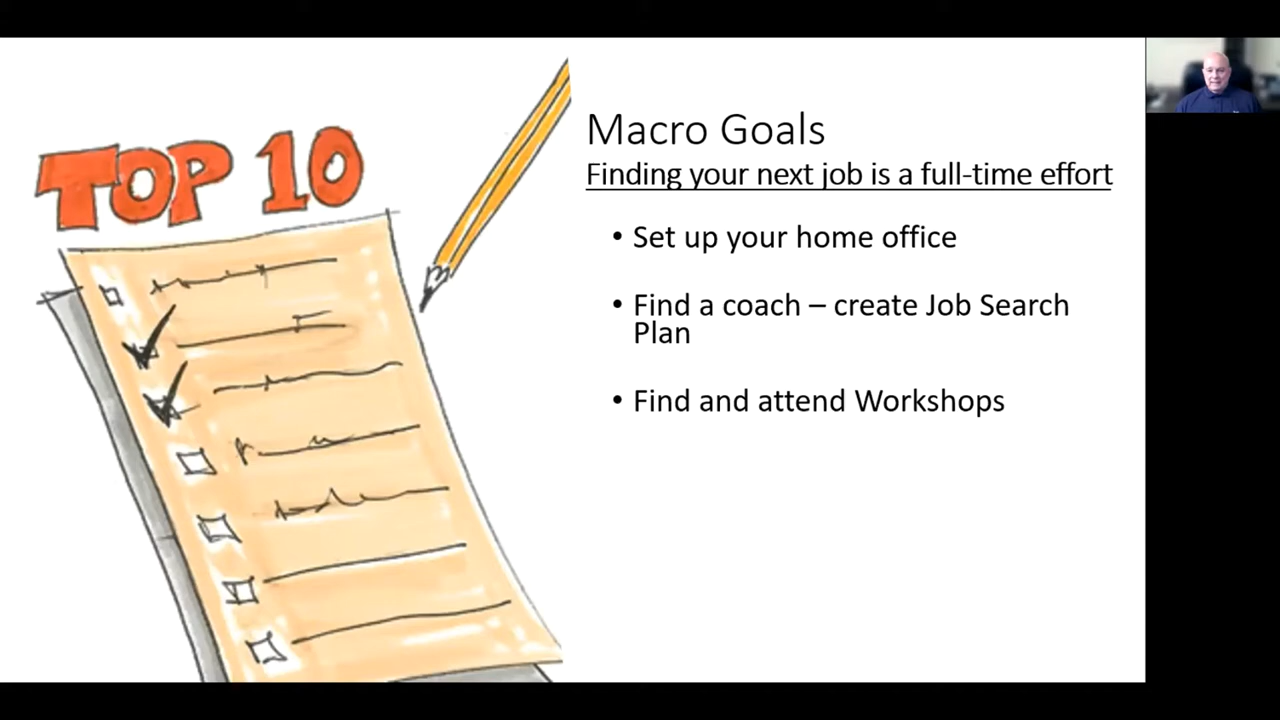 TOP 10
Macro Goals
Finding your next job is a full-time effort
• Set up your home office
• Find a coach – create Job Search
Plan
• Find and attend Workshops